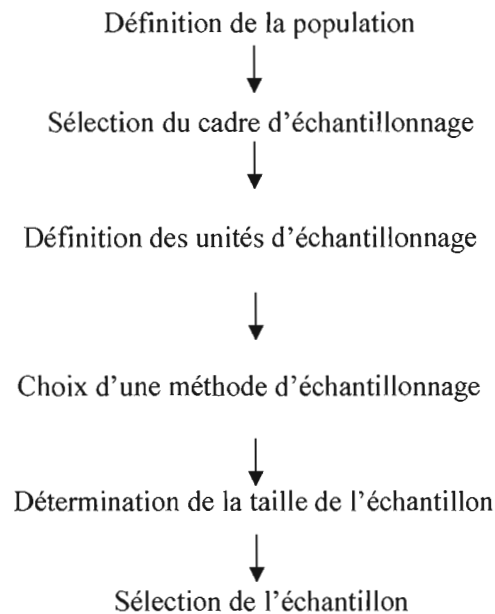 Définition de la population
Sélection du cadre d'échantillonnage
Définition des unités d'échantillonnage
Choix d'une méthode d'échantillonnage
Détermination de la taille de l'échantillon
Sélection de l'échantillon